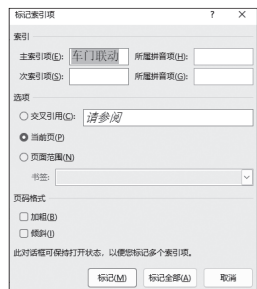 标记索引项 ? ×
索引
主索引项(E): 车门联动 所属拼音项(H):
次索引项(S): 所属拼音项(G):
选项
交叉引用(C): 请参阅
当前页(P)
页面范围(N)
书签:
页码格式
加粗(B)
倾斜(I)
此对话框可保持打开状态，以便您标记多个索引项。
标记(M) 标记全部(A) 取消